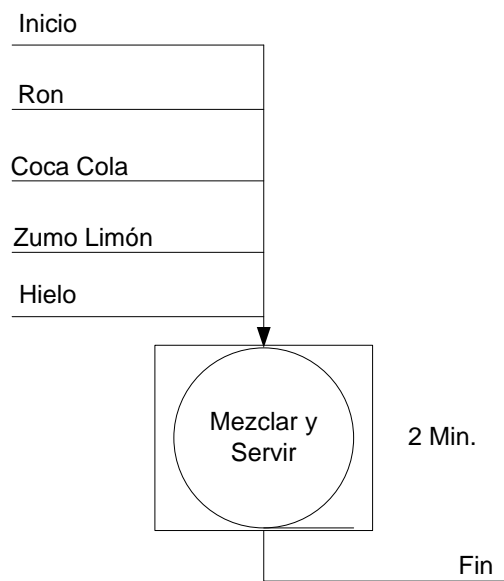 Inicio
Ron
Coca Cola
Zumo Limón
Hielo
Mezclar y
Servir
2 Min.
Fin